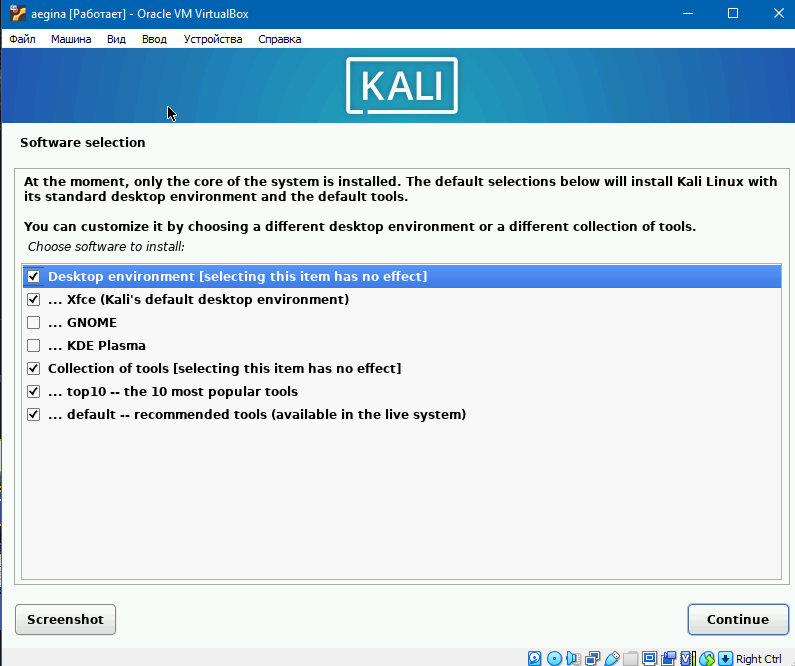 aegina [Работает] - Oracle VM VirtualBox
Файл Машина Вид Ввод Устройства Справка
KALI
Software selection
At the moment, only the core of the system is installed. The default selections below will install Kali Linux with
its standard desktop environment and the default tools.
You can customize it by choosing a different desktop environment or a different collection of tools.
Choose software to install:
Desktop environment [selecting this item has no effect]
... Xfce (Kali's default desktop environment)
... GNOME
... KDE Plasma
Collection of tools [selecting this item has no effect]
... top10 -- the 10 most popular tools
... default -- recommended tools (available in the live system)
Screenshot
Continue
Right Ctrl